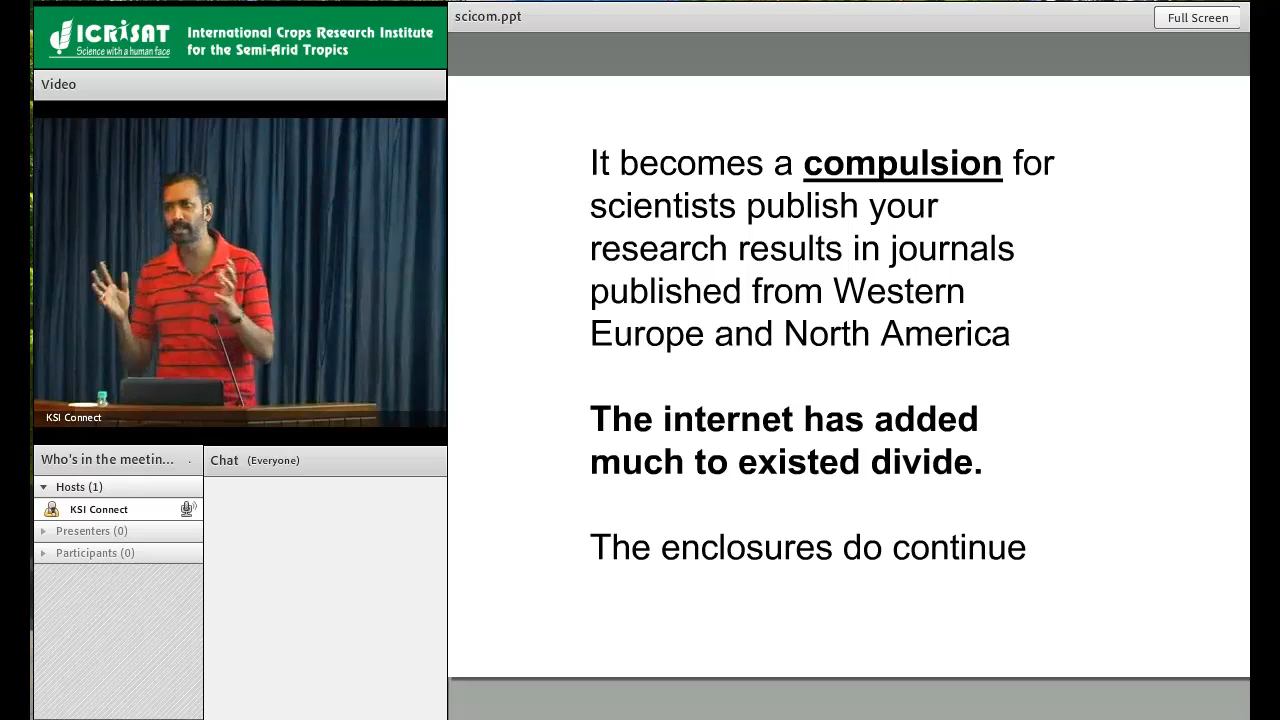 ICRISAT
Science with a human face
International Crops Research Institute
for the Semi-Arid Tropics
Video
KSI Connect
Who's in the meetin... .
Hosts (1)
KSI Connect
Presenters (0)
Participants (0)
Chat (Everyone)
scicom.ppt
Full Screen
It becomes a compulsion for
scientists publish your
research results in journals
published from Western
Europe and North America
The internet has added
much to existed divide.
The enclosures do continue